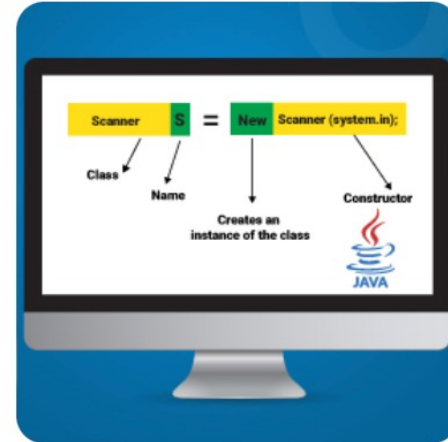 Scanner S = New Scanner (system.in);
Class
Name
Creates an
instance of the class
Constructor
JAVA